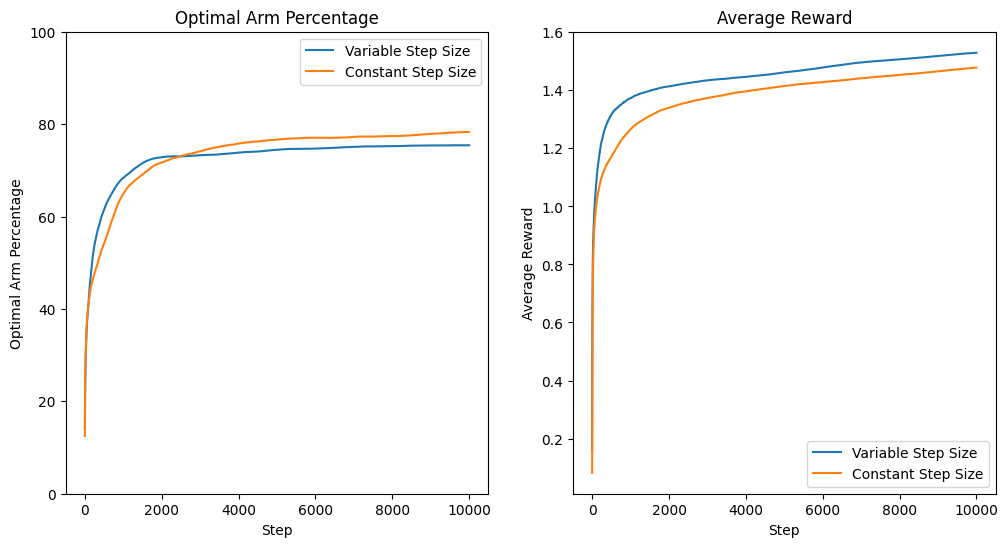 Optimal Arm Percentage
Variable Step Size
Constant Step Size
Optimal Arm Percentage
100
80
60
40
20
0
0 2000 4000 6000 8000 10000
Step
Average Reward
Average Reward
1.6
1.4
1.2
1.0
0.8
0.6
0.4
0.2
Variable Step Size
Constant Step Size
0 2000 4000 6000 8000 10000
Step